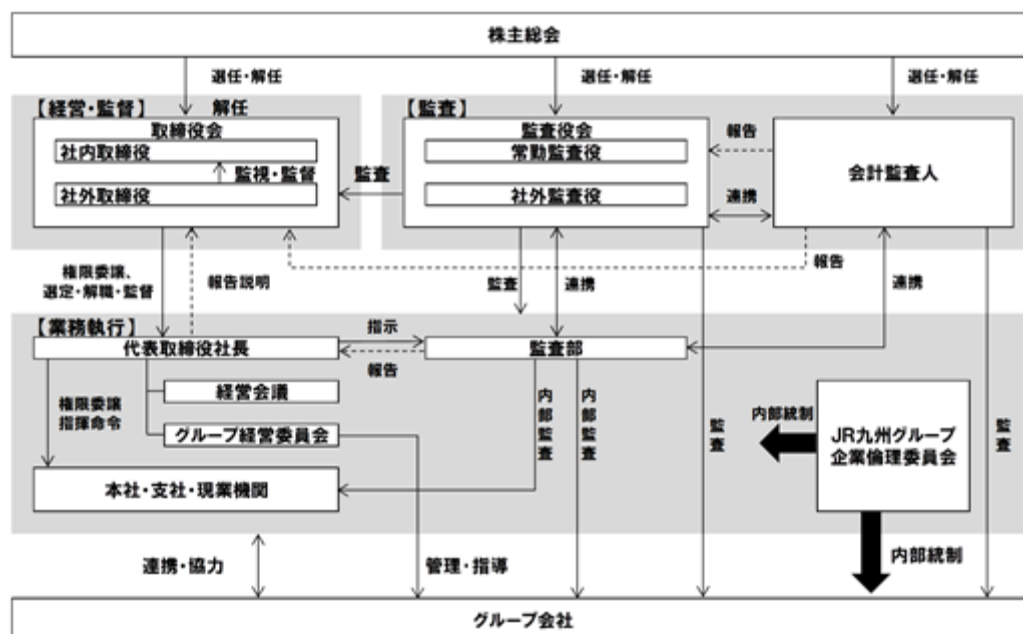 株主総会
選任・解任
選任・解任
選任・解任
【経営・監督】
解任
取締役会
社内取締役
監視・監督
社外取締役
監査
【監査】
監査役会
常勤監査役
社外監査役
報告
連携
会計監査人
権限委譲、
選定・解職・監督
報告説明
監査
連携
報告
連携
【業務執行】
代表取締役社長
指示
報告
監査部
経営会議
グループ経営委員会
権限委譲
指揮命令
本社・支社・現業機関
内部監査
内部監査
監査
内部統制
JR九州グループ
企業倫理委員会
監査
連携・協力
管理・指導
内部統制
グループ会社